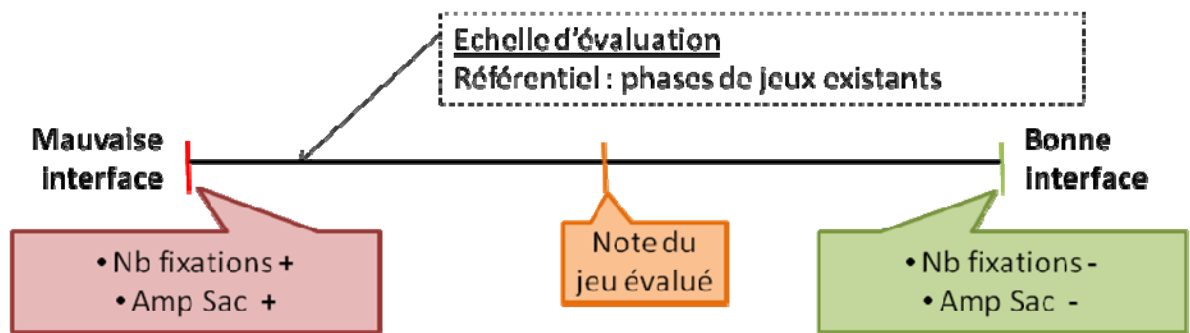 Echelle d'évaluation
Référentiel : phases de jeux existants
Mauvaise
interface
Bonne
interface
• Nb fixations +
• Amp Sac +
Note du
jeu évalué
• Nb fixations -
• Amp Sac -